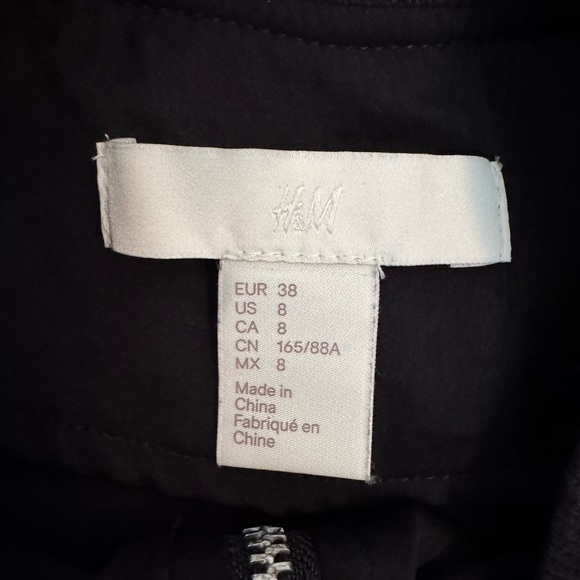 H&M
EUR 38
US 8
CA 8
CN 165/88A
MX 8
Made in
China
Fabriqué en
Chine